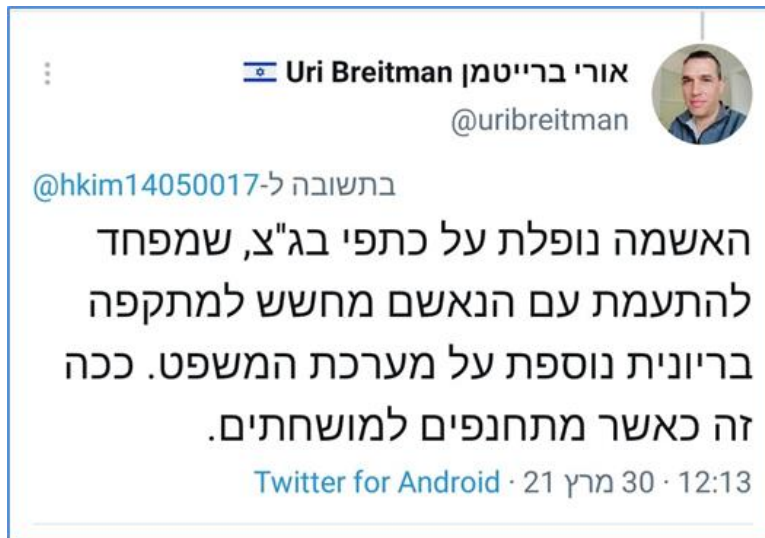 אורי ברייטמן Uri Breitman 🇮🇱
@uribreitman
בתשובה ל-@hkim14050017
האשמה נופלת על כתפי בג"צ, שמפחד
להתעמת עם הנאשם מחשש למתקפה
בריונית נוספת על מערכת המשפט. ככה
זה כאשר מתחנפים למושחתים.
12:13 · 30 מרץ 21 · Twitter for Android